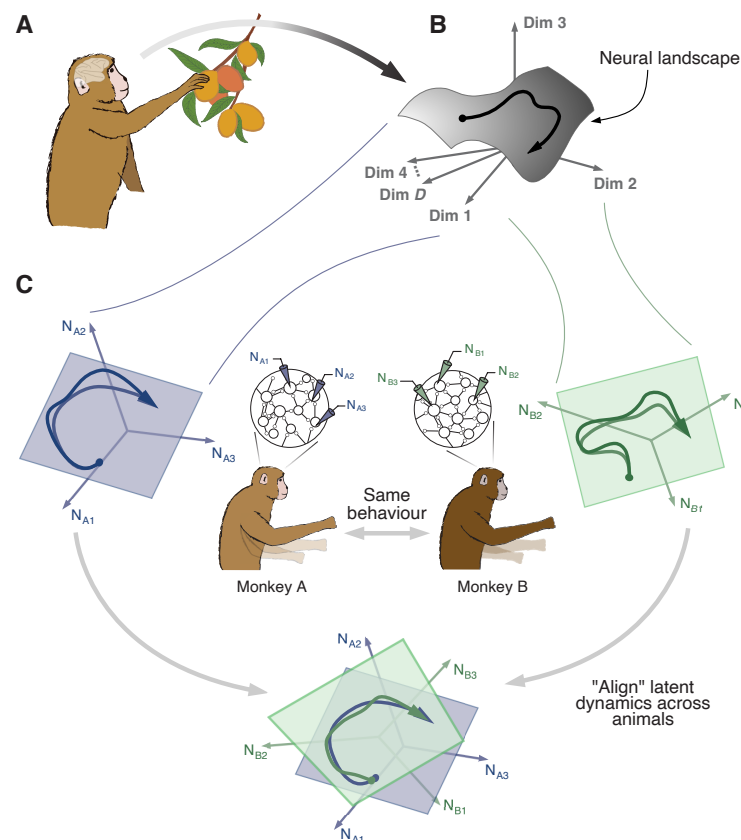 A
B
Dim 3
Neural landscape
Dim 4
Dim D
Dim 1
Dim 2
C
NA2
NA3
NA1
NA1
NA2
NA3
NB3
NB1
NB2
NB2
N
NB1
Same
behaviour
Monkey A
Monkey B
NA2
NB3
NB2
NA3
NB1
NA1
"Align" latent
dynamics across
animals